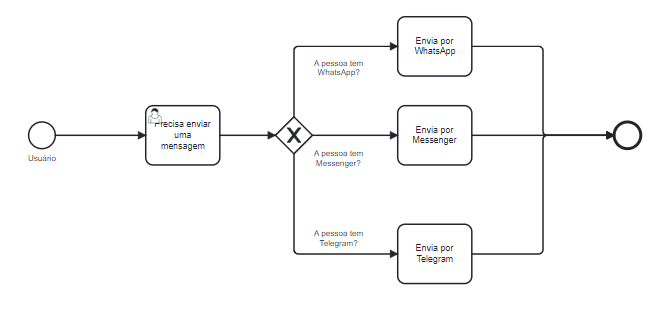 Usuário
Precisa enviar
uma
mensagem
A pessoa tem
WhatsApp?
Envia por
WhatsApp
A pessoa tem
Messenger?
Envia por
Messenger
A pessoa tem
Telegram?
Envia por
Telegram